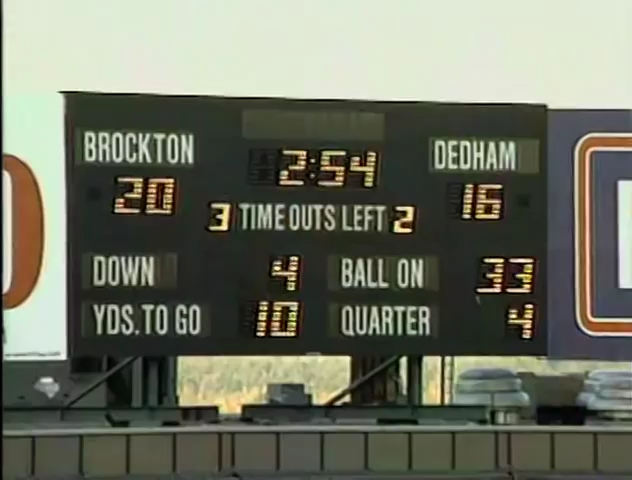 BROCKTON 2:54 DEDHAM
20 16
3 TIME OUTS LEFT 2
DOWN 4 BALL ON 33
YDS. TO GO 10 QUARTER 4